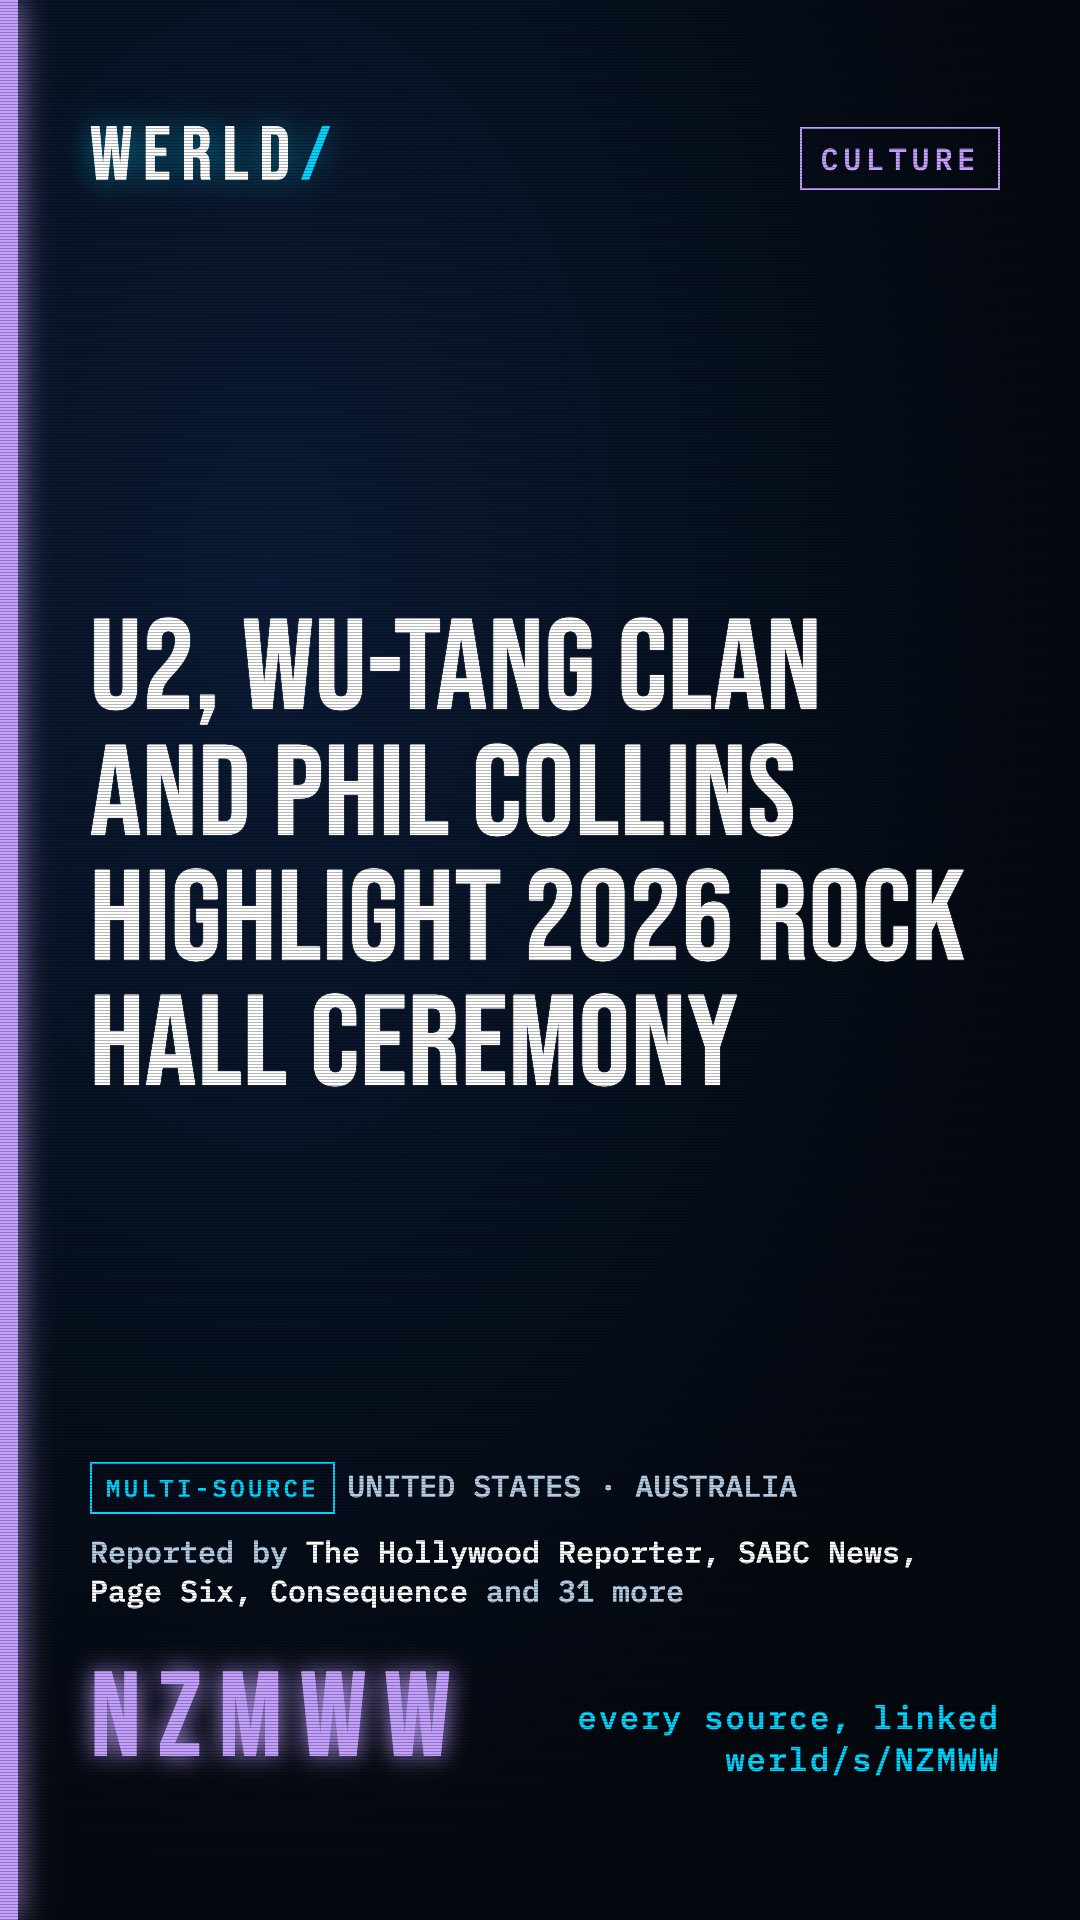 WERLD/
CULTURE
U2, WU-TANG CLAN
AND PHIL COLLINS
HIGHLIGHT 2026 ROCK
HALL CEREMONY
MULTI-SOURCE UNITED STATES · AUSTRALIA
Reported by The Hollywood Reporter, SABC News,
Page Six, Consequence and 31 more
NZMWW
every source, linked
werld/s/NZMWW